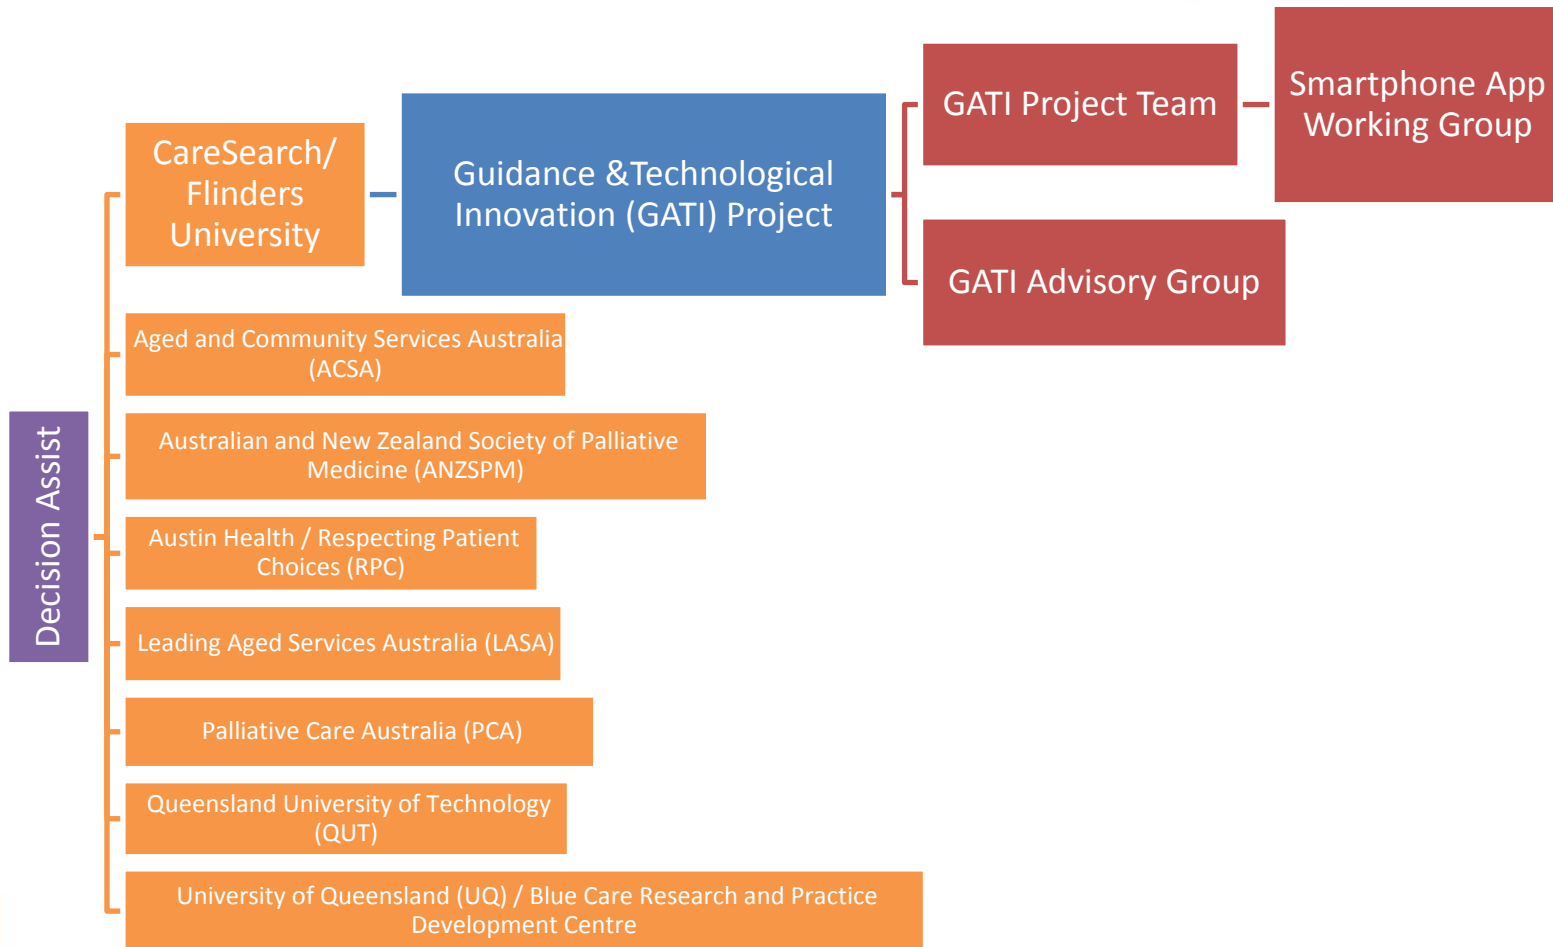 Decision Assist
CareSearch/
Flinders
University
Guidance &Technological
Innovation (GATI) Project
GATI Project Team
Smartphone App
Working Group
GATI Advisory Group
Aged and Community Services Australia
(ACSA)
Australian and New Zealand Society of Palliative
Medicine (ANZSPM)
Austin Health / Respecting Patient
Choices (RPC)
Leading Aged Services Australia (LASA)
Palliative Care Australia (PCA)
Queensland University of Technology
(QUT)
University of Queensland (UQ) / Blue Care Research and Practice
Development Centre